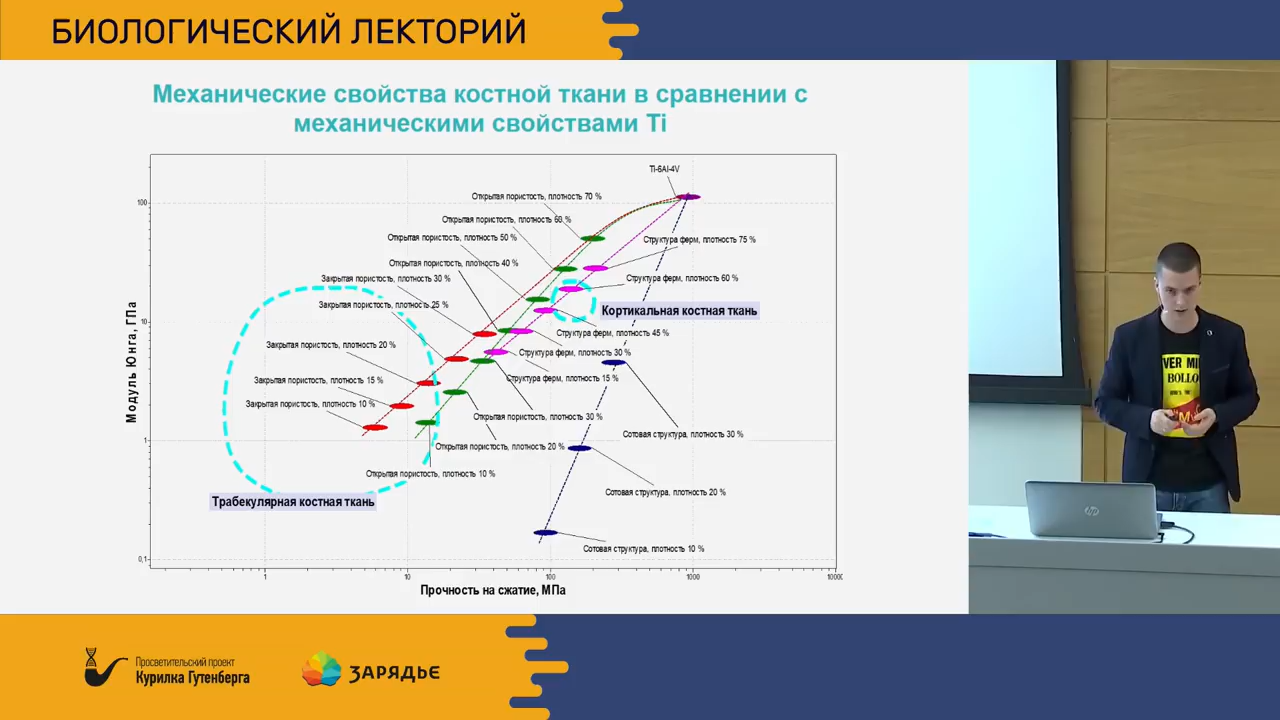 БИОЛОГИЧЕСКИЙ ЛЕКТОРИЙ
Механические свойства костной ткани в сравнении с
механическими свойствами Ti
Ti-6Al-4V
Открытая пористость, плотность 70 %
Открытая пористость, плотность 60 %
Открытая пористость, плотность 50 %
Структура ферм, плотность 75 %
Открытая пористость, плотность 40 %
Закрытая пористость, плотность 30 %
Структура ферм, плотность 60 %
Закрытая пористость, плотность 25 %
Кортикальная костная ткань
Структура ферм, плотность 45 %
Закрытая пористость, плотность 20 %
Структура ферм, плотность 30 %
Закрытая пористость, плотность 15 %
Структура ферм, плотность 15 %
Закрытая пористость, плотность 10 %
Открытая пористость, плотность 30 %
Сотовая структура, плотность 30 %
Открытая пористость, плотность 20 %
Открытая пористость, плотность 10 %
Сотовая структура, плотность 20 %
Трабекулярная костная ткань
Сотовая структура, плотность 10 %
Модуль Юнга, ГПа
100
10
1
0,1
1
10
100
1000
10000
Прочность на сжатие, МПа
VER MI
BOLLO
hp
Просветительский проект
Курилка Гутенберга
ЗАРЯДЬЕ